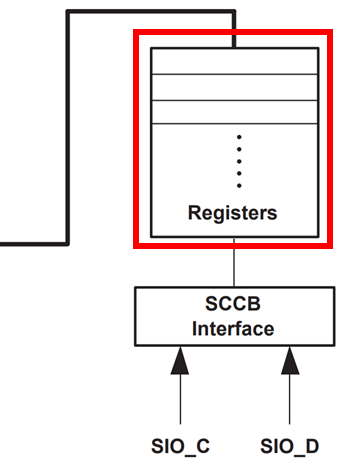 Registers
SCCB
Interface
SIO_C
SIO_D